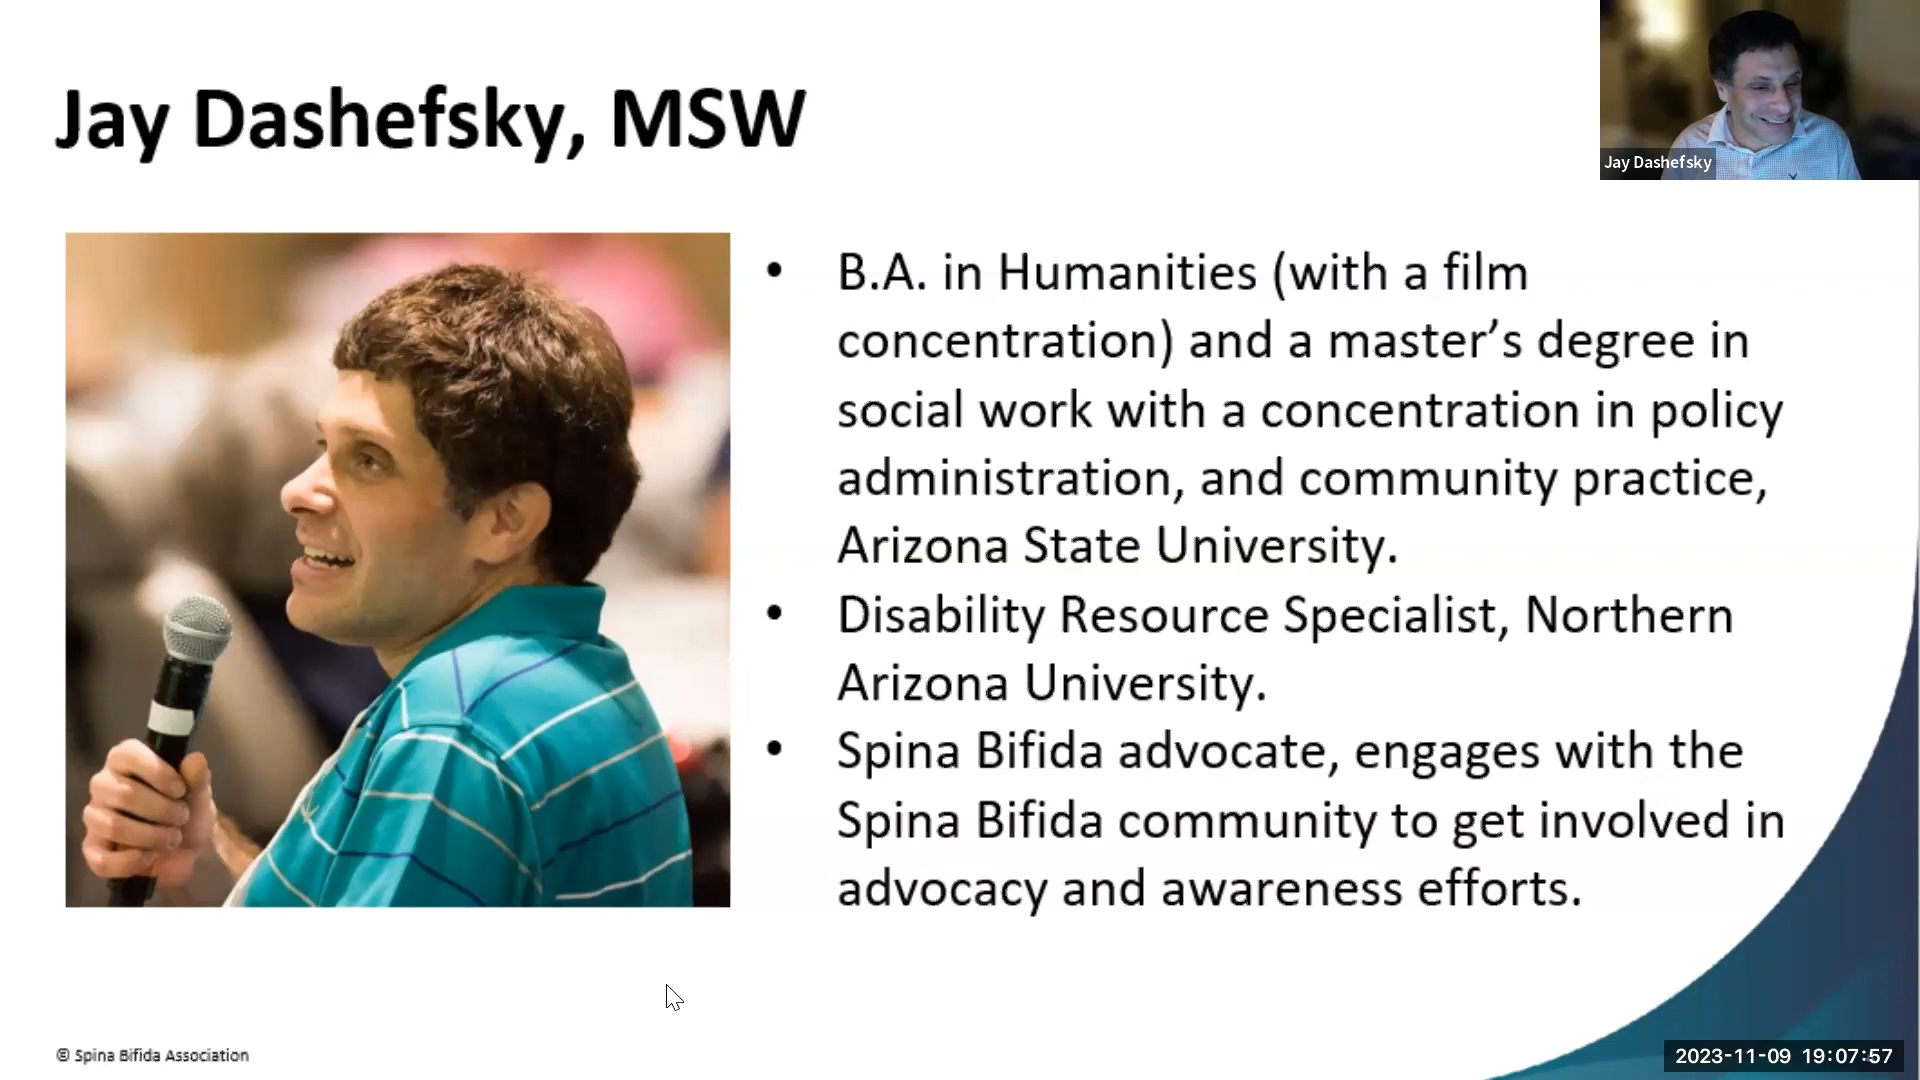 Jay Dashefsky, MSW
Jay Dashefsky
• B.A. in Humanities (with a film
concentration) and a master’s degree in
social work with a concentration in policy
administration, and community practice,
Arizona State University.
• Disability Resource Specialist, Northern
Arizona University.
• Spina Bifida advocate, engages with the
Spina Bifida community to get involved in
advocacy and awareness efforts.
© Spina Bifida Association
2023-11-09 19:07:57